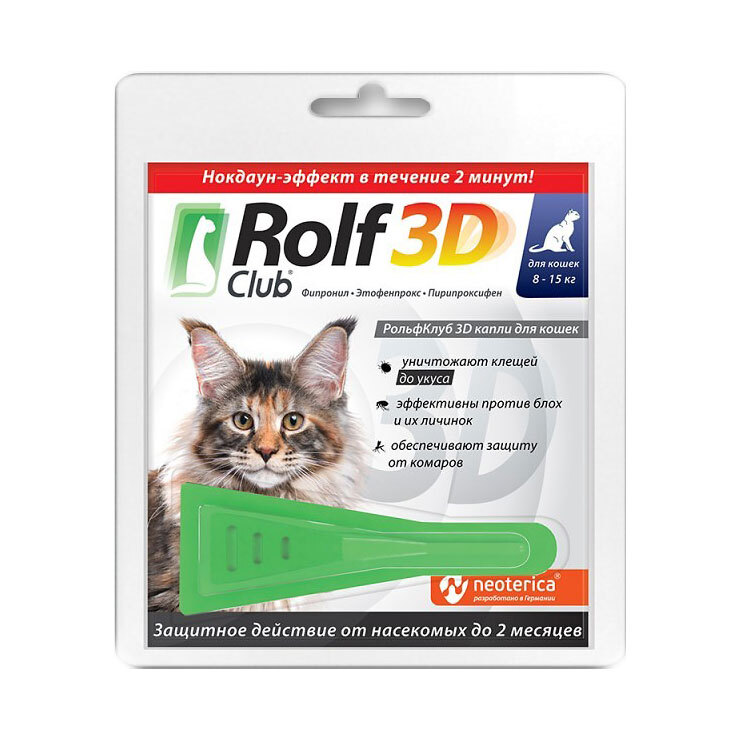 Нокдаун-эффект в течение 2 минут!
Rolf 3D
Club®
Фипронил • Этофенпрокс • Пирипроксифен
для кошек
8 - 15 кг
РольфКлуб 3D капли для кошек
уничтожают клещей
до укуса
эффективны против блох
и их личинок
обеспечивают защиту
от комаров
3D
neoterica®
разработано в Германии
Защитное действие от насекомых до 2 месяцев